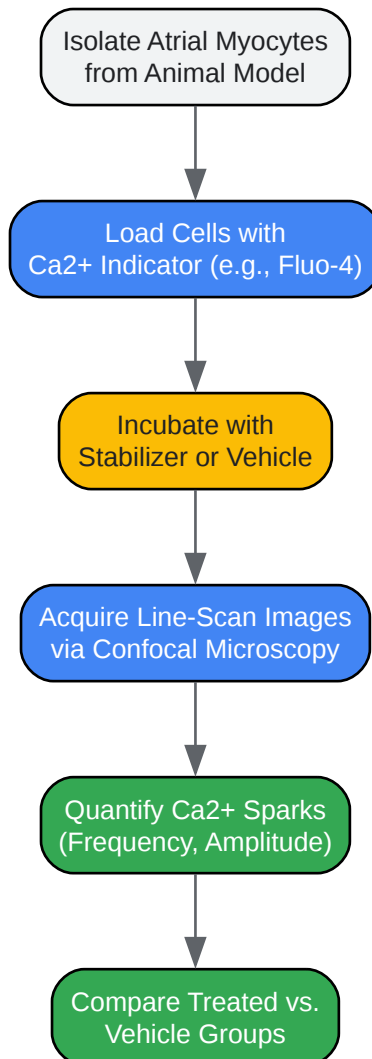 Isolate Atrial Myocytes
from Animal Model
Load Cells with
Ca2+ Indicator (e.g., Fluo-4)
Incubate with
Stabilizer or Vehicle
Acquire Line-Scan Images
via Confocal Microscopy
Quantify Ca2+ Sparks
(Frequency, Amplitude)
Compare Treated vs.
Vehicle Groups